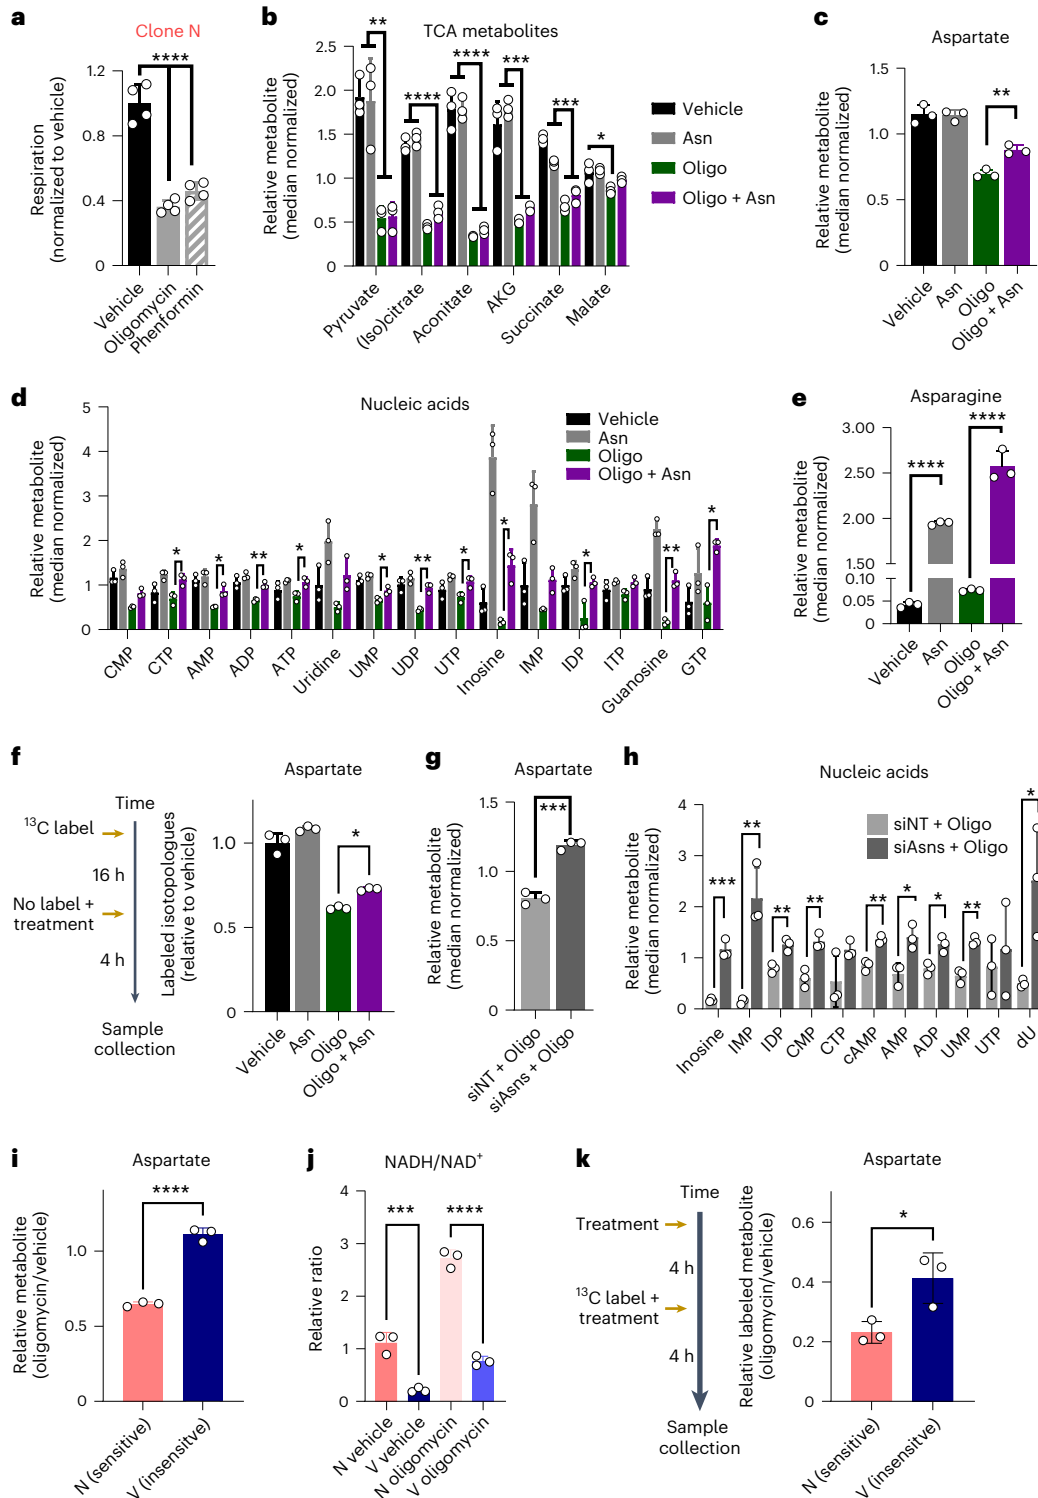 a
Clone N
****
Respiration
(normalized to vehicle)
1.2
0.8
0.4
0
Vehicle
Oligomycin
Phenformin
b
TCA metabolites
Relative metabolite
(median normalized)
2.5
2.0
1.5
1.0
0.5
0
**
****
****
***
***
*
Pyruvate
(Iso)citrate
Aconitate
AKG
Succinate
Malate
Vehicle
Asn
Oligo
Oligo + Asn
c
Aspartate
Relative metabolite
(median normalized)
1.5
1.0
0.5
0
**
Vehicle
Asn
Oligo
Oligo + Asn
d
Nucleic acids
Relative metabolite
(median normalized)
5
4
3
2
1
0
Vehicle
Asn
Oligo
Oligo + Asn
*
*
**
*
*
**
*
*
*
**
*
CMP
CTP
AMP
ADP
ATP
Uridine
UMP
UDP
UTP
Inosine
IMP
IDP
ITP
Guanosine
GTP
e
Asparagine
Relative metabolite
(median normalized)
3.00
2.50
2.00
1.50
0.10
0.05
0
****
****
Vehicle
Asn
Oligo
Oligo + Asn
f
Time
13C label
16 h
No label +
treatment
4 h
Sample
collection
Aspartate
Labeled isotopologues
(relative to vehicle)
1.0
0.5
0
*
Vehicle
Asn
Oligo
Oligo + Asn
g
Aspartate
Relative metabolite
(median normalized)
1.5
1.0
0.5
0
***
siNT + Oligo
siAsns + Oligo
h
Nucleic acids
Relative metabolite
(median normalized)
4
3
2
1
0
siNT + Oligo
siAsns + Oligo
***
**
**
**
**
*
*
**
*
Inosine
IMP
IDP
CMP
CTP
cAMP
AMP
ADP
UMP
UTP
dU
i
Aspartate
Relative metabolite
(oligomycin/vehicle)
1.0
0.5
0
****
N (sensitive)
V (insensitive)
j
NADH/NAD+
Relative ratio
4
3
2
1
0
***
****
N vehicle
V vehicle
N oligomycin
V oligomycin
k
Time
Treatment
4 h
13C label +
treatment
4 h
Sample
collection
Aspartate
Relative labeled metabolite
(oligomycin/vehicle)
0.6
0.4
0.2
0
*
N (sensitive)
V (insensitive)